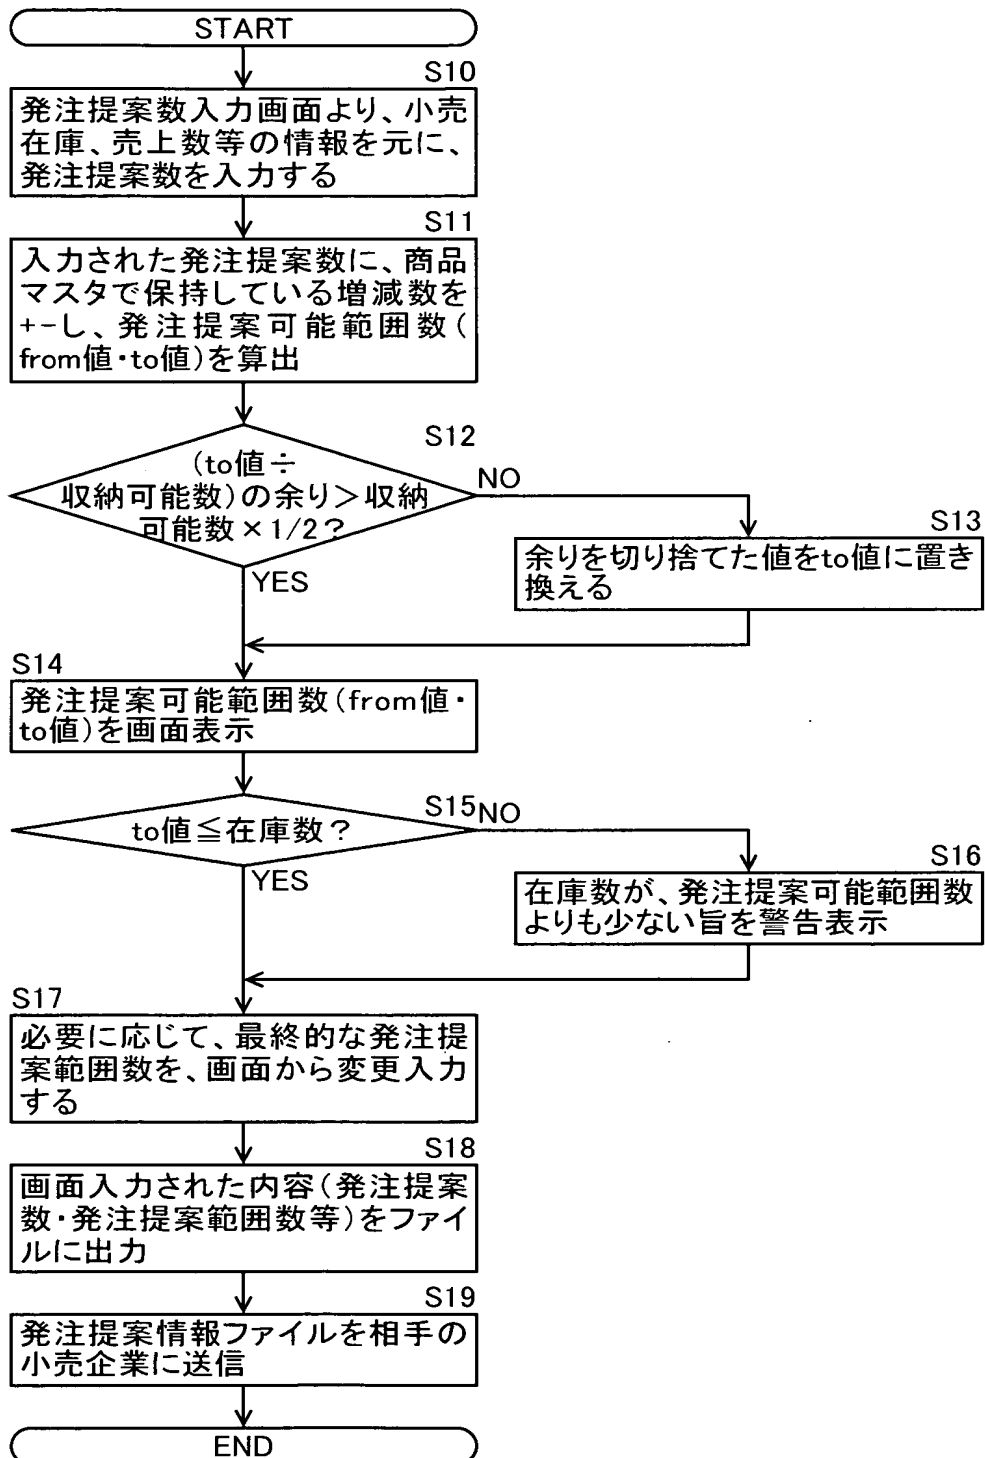 START
S10
発注提案数入力画面より、小売
在庫、売上数等の情報を元に、
発注提案数を入力する
S11
入力された発注提案数に、商品
マスタで保持している増減数を
+-し、発注提案可能範囲数(
from値・to値)を算出
S12
(to値÷
収納可能数)の余り>収納
可能数×1/2?
NO
YES
S13
余りを切り捨てた値をto値に置き
換える
S14
発注提案可能範囲数(from値・
to値)を画面表示
S15
to値≦在庫数?
NO
YES
S16
在庫数が、発注提案可能範囲数
よりも少ない旨を警告表示
S17
必要に応じて、最終的な発注提
案範囲数を、画面から変更入力
する
S18
画面入力された内容(発注提案
数・発注提案範囲数等)をファイ
ルに出力
S19
発注提案情報ファイルを相手の
小売企業に送信
END